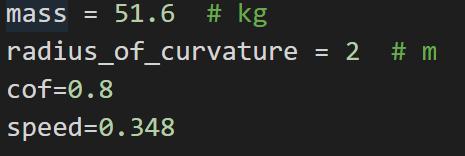 mass = 51.6  # kg
radius_of_curvature = 2  # m
cof=0.8
speed=0.348